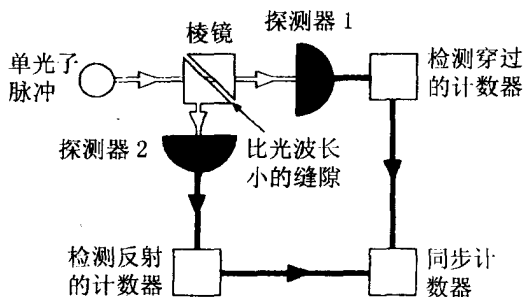 棱镜
探测器 1
单光子
脉冲
检测穿过
的计数器
探测器 2
比光波长
小的缝隙
检测反射
的计数器
同步计
数器